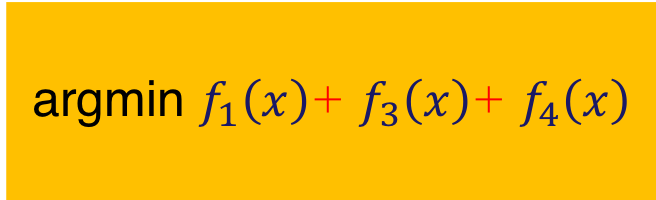 argmin f₁(x)+ f₃(x)+ f₄(x)